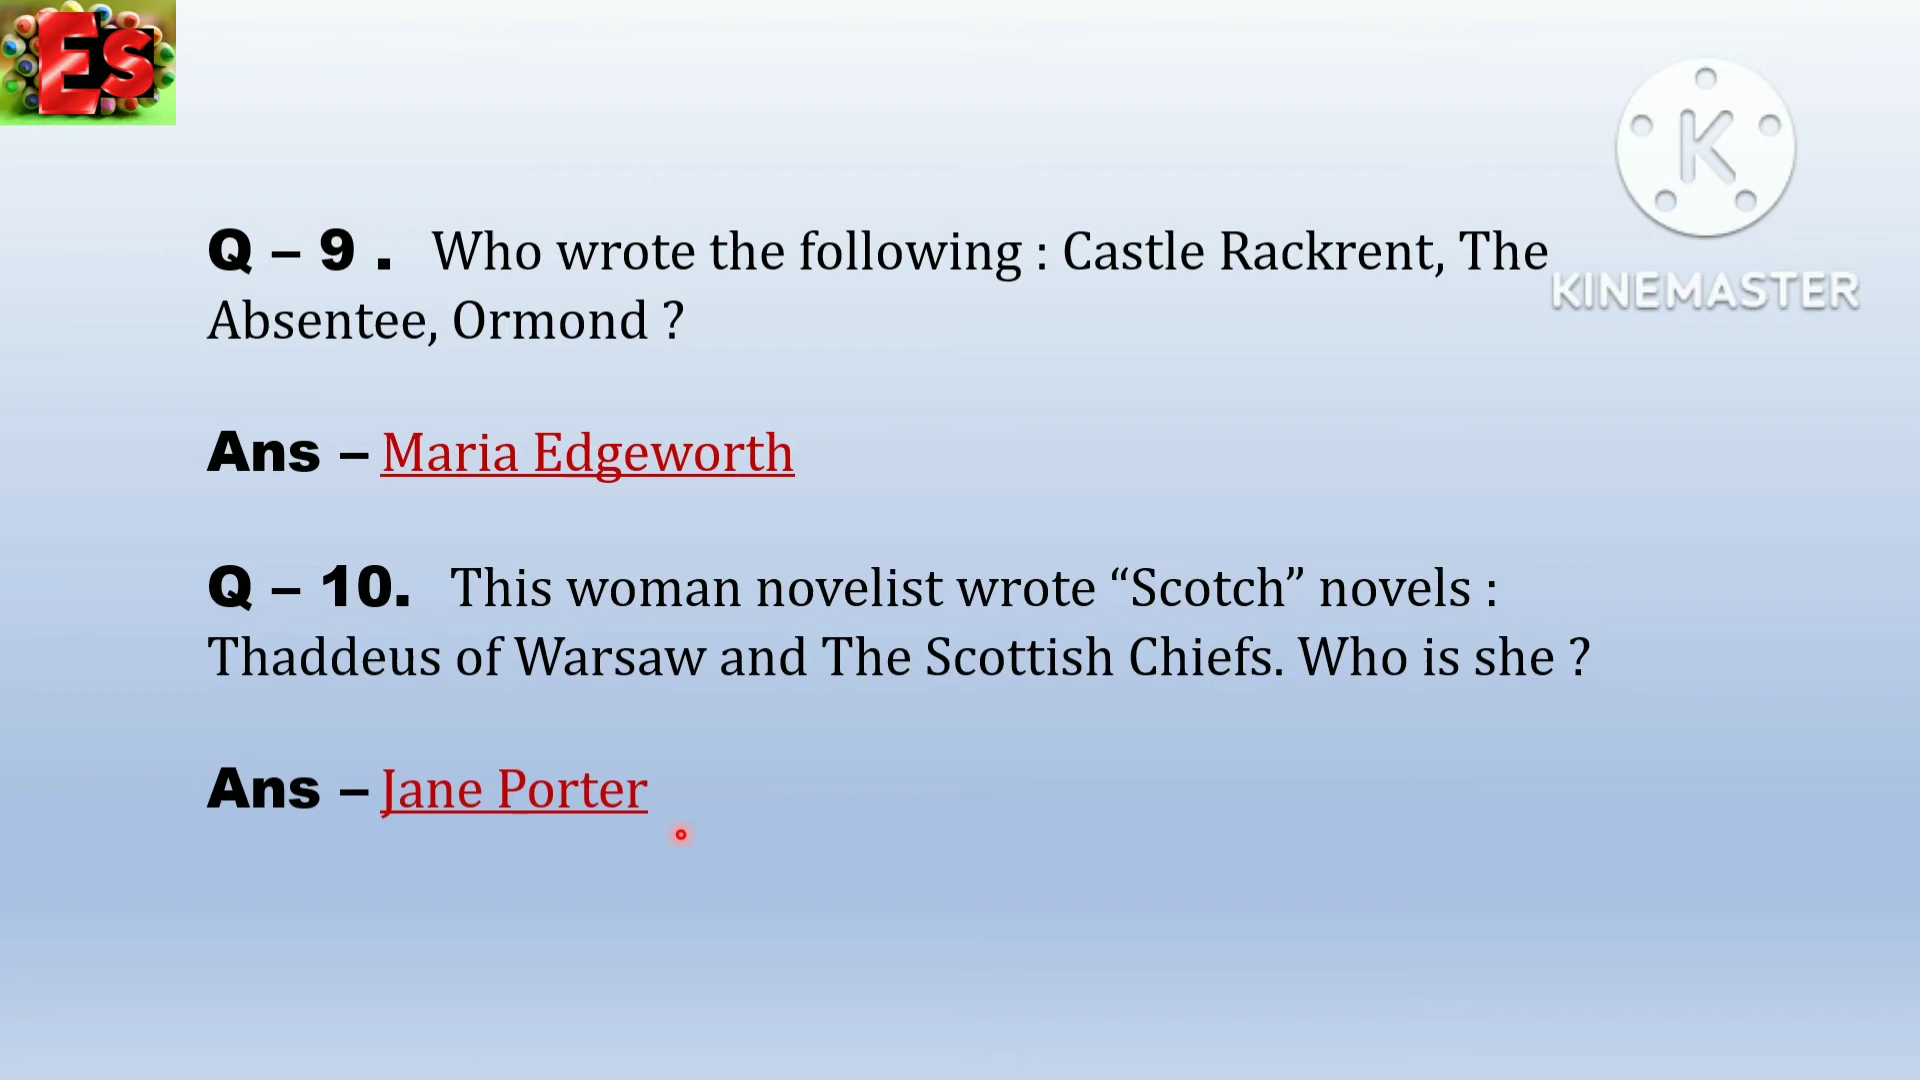 Es
K
KINEMASTER
Q – 9 . Who wrote the following : Castle Rackrent, The
Absentee, Ormond ?
Ans – Maria Edgeworth
Q – 10. This woman novelist wrote “Scotch” novels :
Thaddeus of Warsaw and The Scottish Chiefs. Who is she ?
Ans – Jane Porter